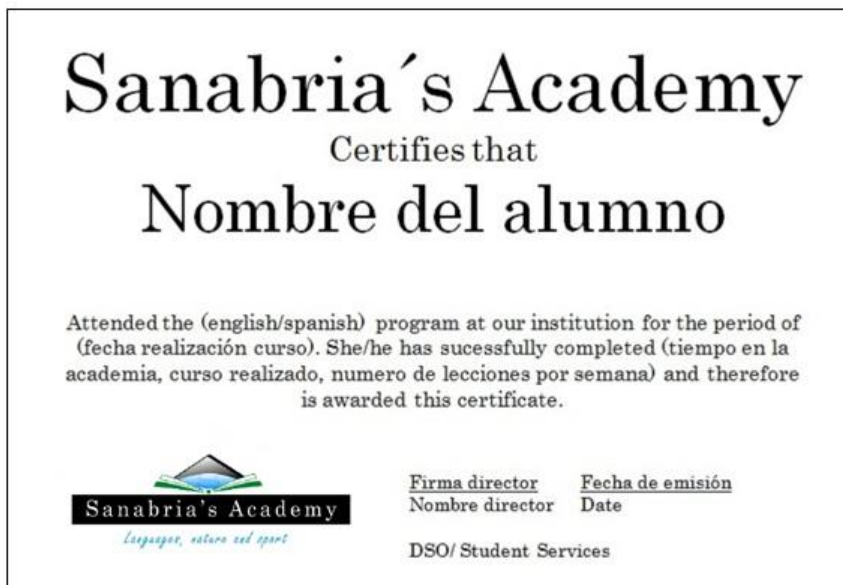 Sanabria´s Academy
Certifies that
Nombre del alumno
Attended the (english/spanish) program at our institution for the period of
(fecha realización curso). She/he has sucessfully completed (tiempo en la
academia, curso realizado, numero de lecciones por semana) and therefore
is awarded this certificate.
Sanabria's Academy
Languages, nature and sport
Firma director Fecha de emisión
Nombre director Date
DSO/ Student Services